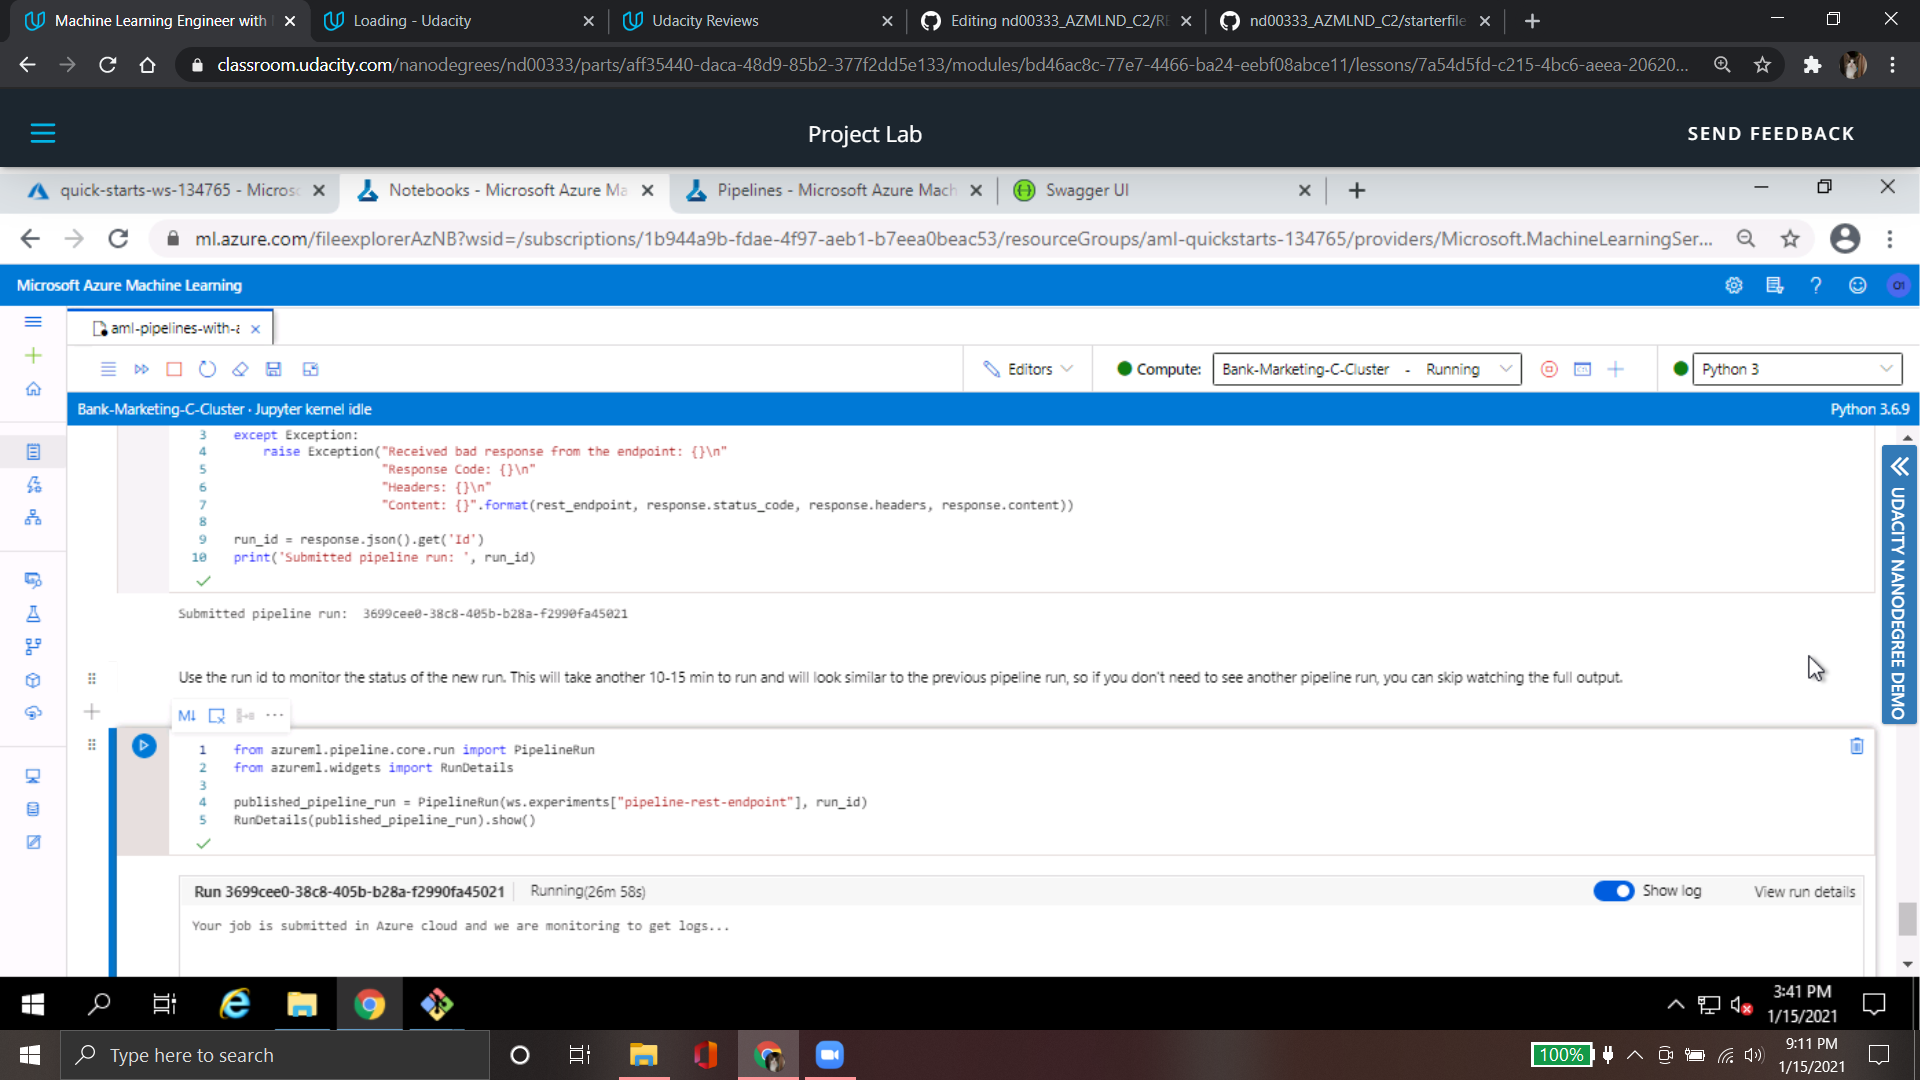 Machine Learning Engineer with
Loading - Udacity
Udacity Reviews
Editing nd00333_AZMLND_C2/RE
nd00333_AZMLND_C2/starterfile
classroom.udacity.com/nanodegrees/nd00333/parts/aff35440-daca-48d9-85b2-377f2dd5e133/modules/bd46ac8c-77e7-4466-ba24-eebf08abce11/lessons/7a54d5fd-c215-4bc6-aeea-20620...
Project Lab
SEND FEEDBACK
quick-starts-ws-134765 - Microso
Notebooks - Microsoft Azure Ma
Pipelines - Microsoft Azure Mach
Swagger UI
ml.azure.com/fileexplorerAzNB?wsid=/subscriptions/1b944a9b-fdae-4f97-aeb1-b7eea0beac53/resourceGroups/aml-quickstarts-134765/providers/Microsoft.MachineLearningSer...
Microsoft Azure Machine Learning
aml-pipelines-with-a
Editors
Compute:
Bank-Marketing-C-Cluster - Running
Python 3
Bank-Marketing-C-Cluster · Jupyter kernel idle
Python 3.6.9
3 except Exception:
4 raise Exception("Received bad response from the endpoint: {}\n"
5 "Response Code: {}\n"
6 "Headers: {}\n"
7 "Content: {}".format(rest_endpoint, response.status_code, response.headers, response.content))
8
9 run_id = response.json().get('Id')
10 print('Submitted pipeline run: ', run_id)
Submitted pipeline run: 3699cee0-38c8-405b-b28a-f2990fa45021
Use the run id to monitor the status of the new run. This will take another 10-15 min to run and will look similar to the previous pipeline run, so if you don't need to see another pipeline run, you can skip watching the full output.
M↓
1 from azureml.pipeline.core.run import PipelineRun
2 from azureml.widgets import RunDetails
3
4 published_pipeline_run = PipelineRun(ws.experiments["pipeline-rest-endpoint"], run_id)
5 RunDetails(published_pipeline_run).show()
Run 3699cee0-38c8-405b-b28a-f2990fa45021
Running(26m 58s)
Show log
View run details
Your job is submitted in Azure cloud and we are monitoring to get logs...
UDACITY NANODEGREE DEMO
3:41 PM
1/15/2021
Type here to search
100%
9:11 PM
1/15/2021